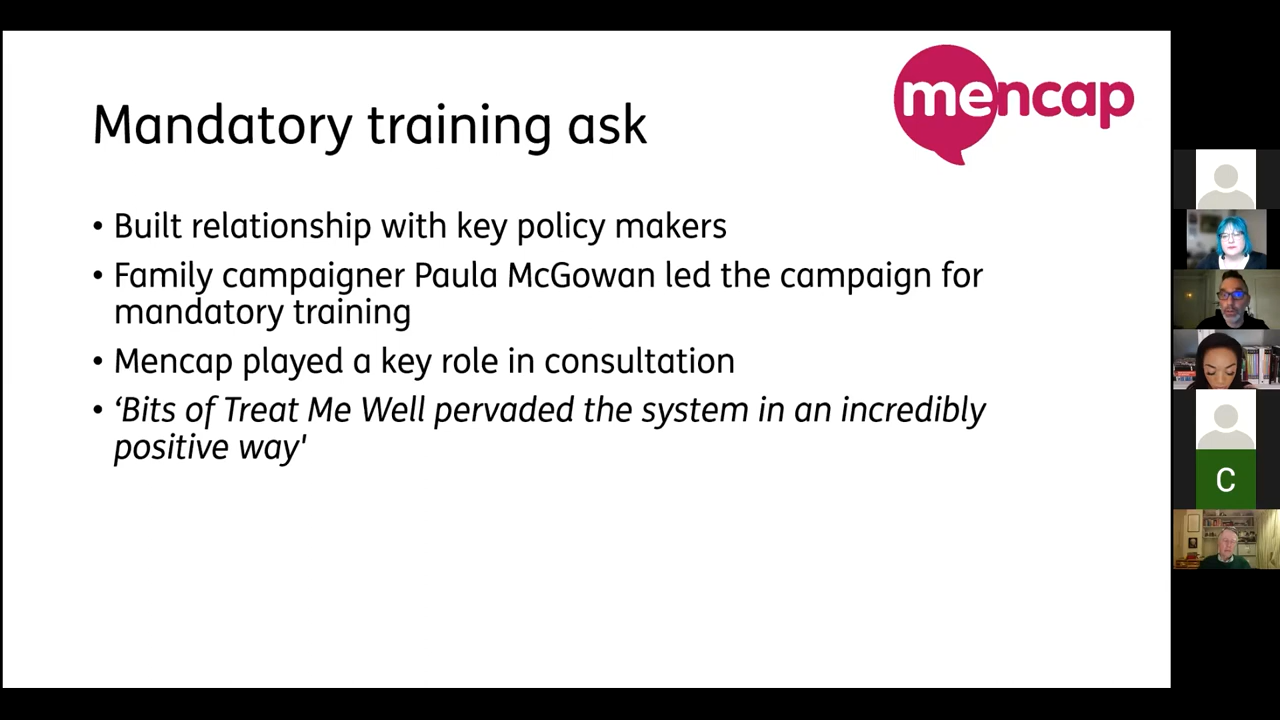 mencap
Mandatory training ask
• Built relationship with key policy makers
• Family campaigner Paula McGowan led the campaign for
mandatory training
• Mencap played a key role in consultation
• ‘Bits of Treat Me Well pervaded the system in an incredibly
positive way'
C